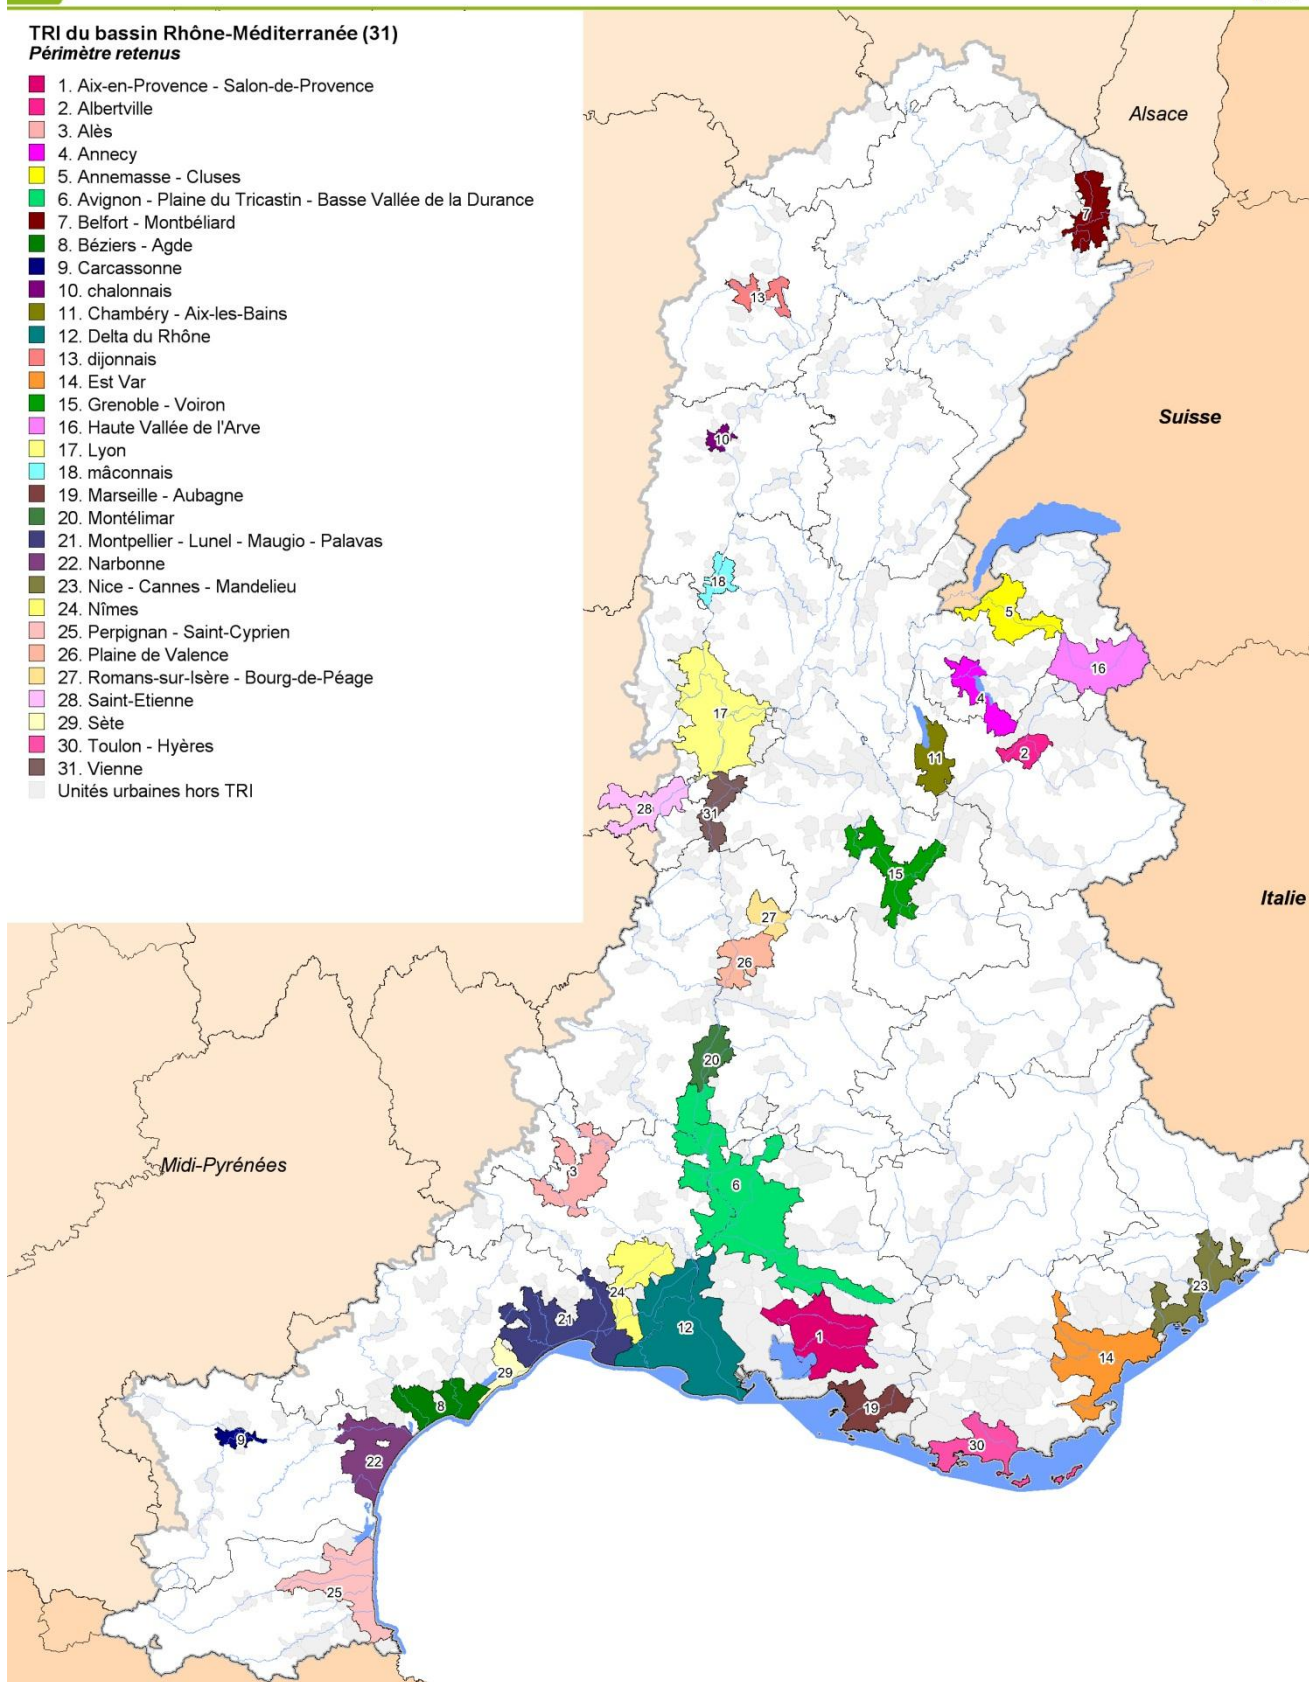 TRI du bassin Rhône-Méditerranée (31)
Périmètre retenus
1. Aix-en-Provence - Salon-de-Provence
2. Albertville
3. Alès
4. Annecy
5. Annemasse - Cluses
6. Avignon - Plaine du Tricastin - Basse Vallée de la Durance
7. Belfort - Montbéliard
8. Béziers - Agde
9. Carcassonne
10. chalonnais
11. Chambéry - Aix-les-Bains
12. Delta du Rhône
13. dijonnais
14. Est Var
15. Grenoble - Voiron
16. Haute Vallée de l'Arve
17. Lyon
18. mâconnais
19. Marseille - Aubagne
20. Montélimar
21. Montpellier - Lunel - Maugio - Palavas
22. Narbonne
23. Nice - Cannes - Mandelieu
24. Nîmes
25. Perpignan - Saint-Cyprien
26. Plaine de Valence
27. Romans-sur-Isère - Bourg-de-Péage
28. Saint-Etienne
29. Sète
30. Toulon - Hyères
31. Vienne
Unités urbaines hors TRI
Alsace
7
13
Suisse
10
18
5
16
4
17
2
11
28
31
15
Italie
27
26
20
Midi-Pyrénées
3
6
23
24
21
12
1
14
29
8
19
9
30
22
25